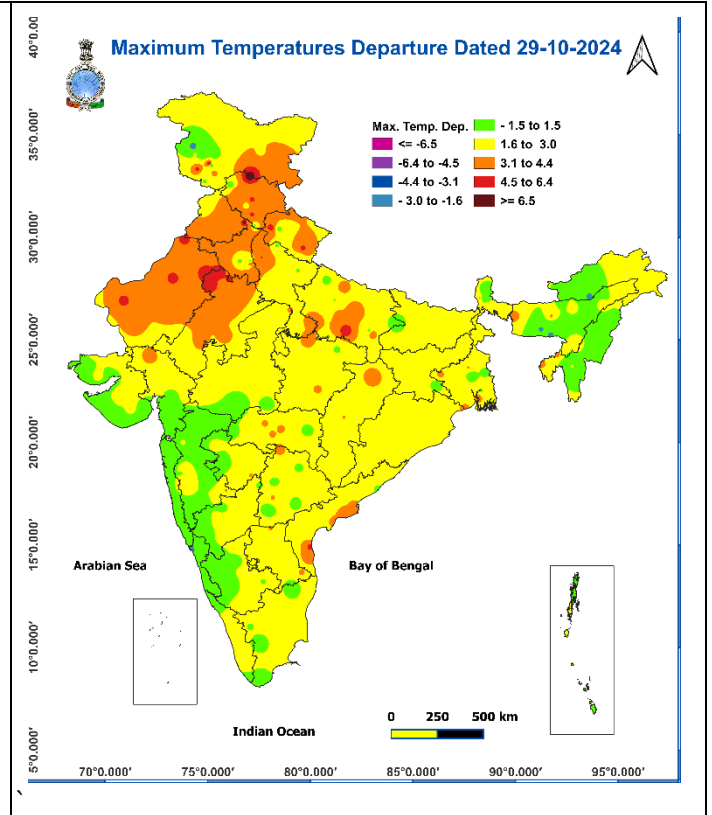 Maximum Temperatures Departure Dated 29-10-2024
Max. Temp. Dep.
<= -6.5
-6.4 to -4.5
-4.4 to -3.1
- 3.0 to -1.6
- 1.5 to 1.5
1.6 to 3.0
3.1 to 4.4
4.5 to 6.4
>= 6.5
40°0.00
35°0.000'
30°0.000'
25°0.000'
20°0.000'
15°0.000'
10°0.000'
5°0.000'
Arabian Sea
Bay of Bengal
Indian Ocean
0 250 500 km
70°0.000' 75°0.000' 80°0.000' 85°0.000' 90°0.000' 95°0.000'
`